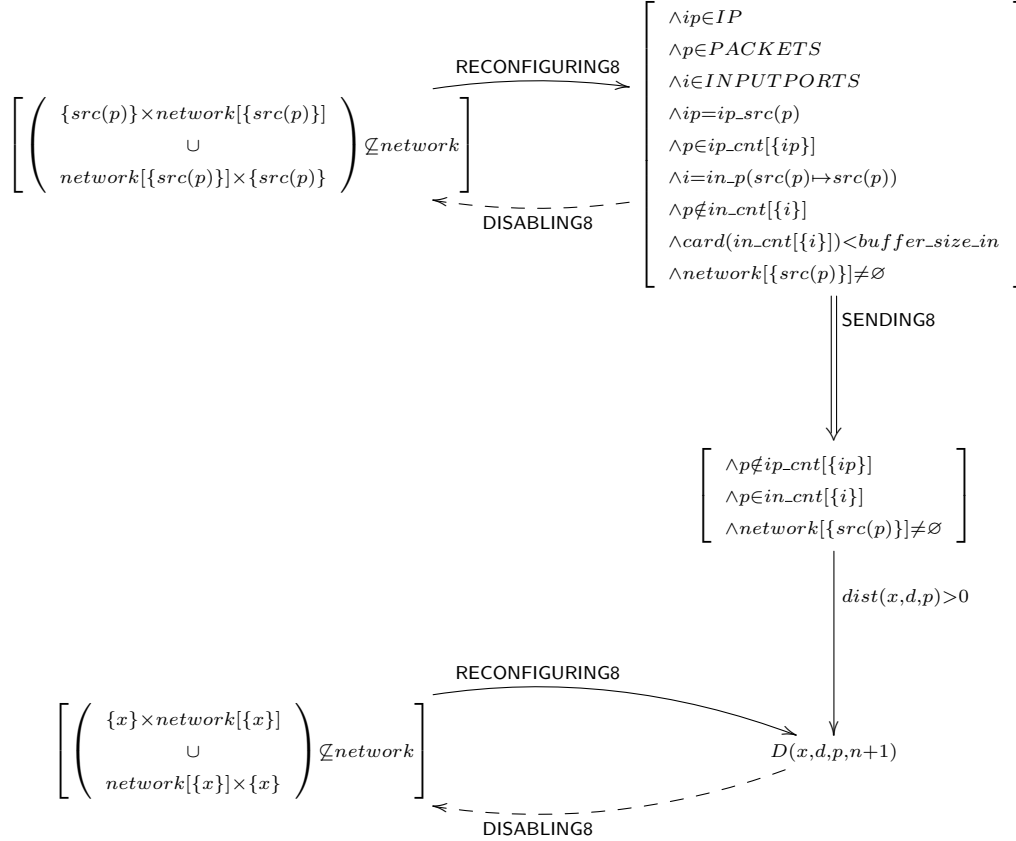 ∧ip∈IP
∧p∈PACKETS
∧i∈INPUTPORTS
∧ip=ip_src(p)
∧p∈ip_cnt[{ip}]
∧i=in_p(src(p)↦src(p))
∧p∉in_cnt[{i}]
∧card(in_cnt[{i}])<buffer_size_in
∧network[{src(p)}]≠∅
RECONFIGURING8
{src(p)}×network[{src(p)}]
∪
network[{src(p)}]×{src(p)}
⊈network
DISABLING8
SENDING8
∧p∉ip_cnt[{ip}]
∧p∈in_cnt[{i}]
∧network[{src(p)}]≠∅
dist(x,d,p)>0
RECONFIGURING8
{x}×network[{x}]
∪
network[{x}]×{x}
⊈network
D(x,d,p,n+1)
DISABLING8